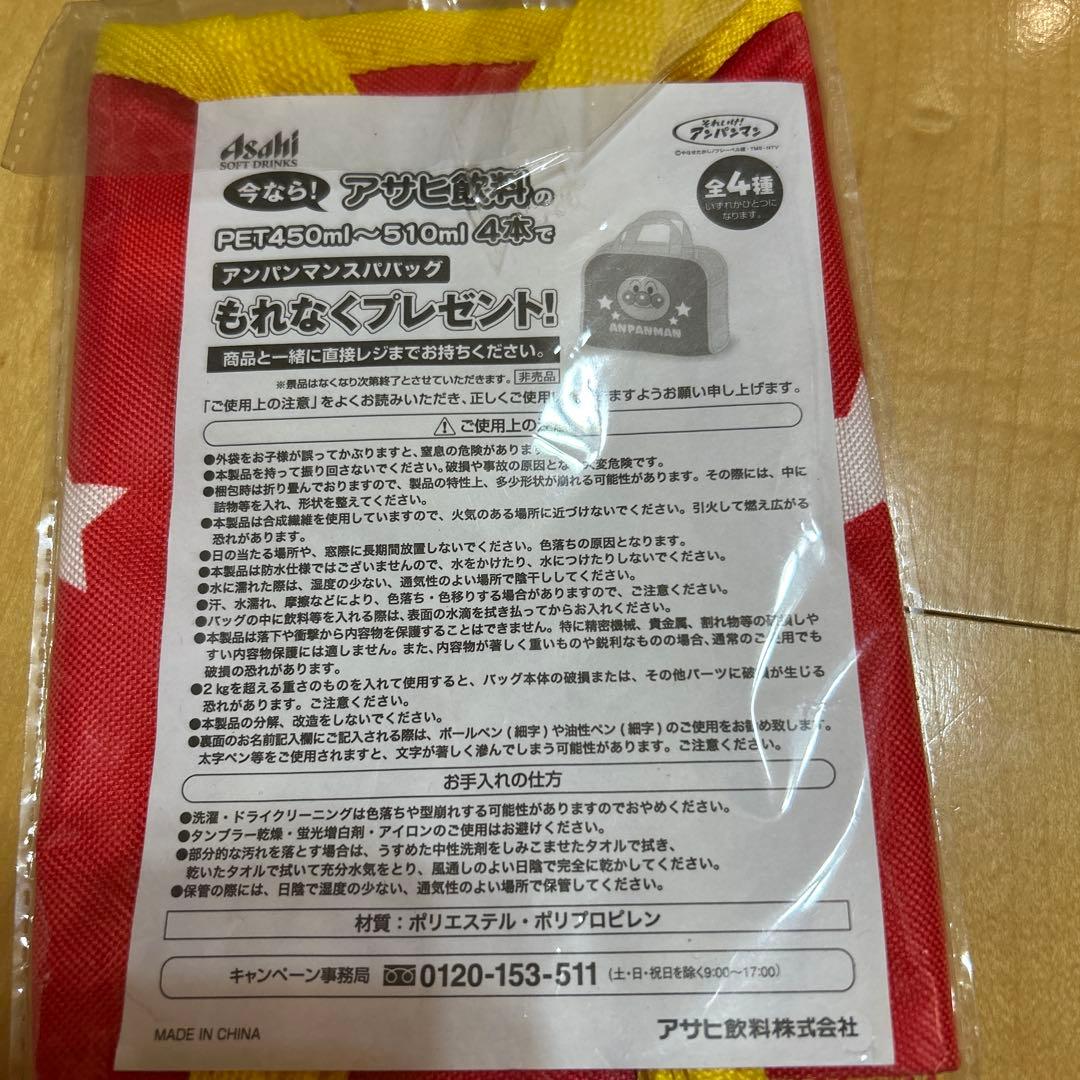 Asahi
SOFT DRINKS
それいけ!
アンパンマン
©やなせたかし/フレーベル館・TMS・NTV
今なら! アサヒ飲料の
PET450ml〜510ml 4本で
アンパンマンスパバッグ
もれなくプレゼント!
商品と一緒に直接レジまでお持ちください。
全4種
いずれかひとつに
なります。
ANPANMAN
※景品はなくなり次第終了とさせていただきます。 非売品
「ご使用上の注意」をよくお読みいただき、正しくご使用いただきますようお願い申し上げます。
⚠ ご使用上の注意
●外袋をお子様が誤ってかぶりますと、窒息の危険があります。
●本製品を持って振り回さないでください。破損や事故の原因となり大変危険です。
●梱包時は折り畳んでおりますので、製品の特性上、多少形状が崩れる可能性があります。その際には、中に
詰物等を入れ、形状を整えてください。
●本製品は合成繊維を使用していますので、火気のある場所に近づけないでください。引火して燃え広がる
恐れがあります。
●日の当たる場所や、窓際に長期間放置しないでください。色落ちの原因となります。
●本製品は防水仕様ではございませんので、水をかけたり、水につけたりしないでください。
●水に濡れた際は、湿度の少ない、通気性のよい場所で陰干ししてください。
●汗、水濡れ、摩擦などにより、色落ち・色移りする場合がありますので、ご注意ください。
●バッグの中に飲料等を入れる際は、表面の水滴を拭き払ってからお入れください。
●本製品は落下や衝撃から内容物を保護することはできません。特に精密機械、貴金属、割れ物等の破損しや
すい内容物保護には適しません。また、内容物が著しく重いものや鋭利なものの場合、通常のご使用でも
破損の恐れがあります。
●2kgを超える重さのものを入れて使用すると、バッグ本体の破損または、その他パーツに破損が生じる
恐れがあります。ご注意ください。
●本製品の分解、改造をしないでください。
●裏面のお名前記入欄にご記入される際は、ボールペン(細字)や油性ペン(細字)のご使用をお勧め致します。
太字ペン等をご使用されますと、文字が著しく滲んでしまう可能性があります。ご注意ください。
お手入れの仕方
●洗濯・ドライクリーニングは色落ちや型崩れする可能性がありますのでおやめください。
●タンブラー乾燥・蛍光増白剤・アイロンのご使用はお避けください。
●部分的な汚れを落とす場合は、うすめた中性洗剤をしみこませたタオルで拭き、
乾いたタオルで拭いて充分水気をとり、風通しのよい日陰で完全に乾かしてください。
●保管の際には、日陰で湿度の少ない、通気性のよい場所で保管してください。
材質：ポリエステル・ポリプロピレン
キャンペーン事務局 0120-153-511 (土・日・祝日を除く9:00〜17:00)
MADE IN CHINA
アサヒ飲料株式会社